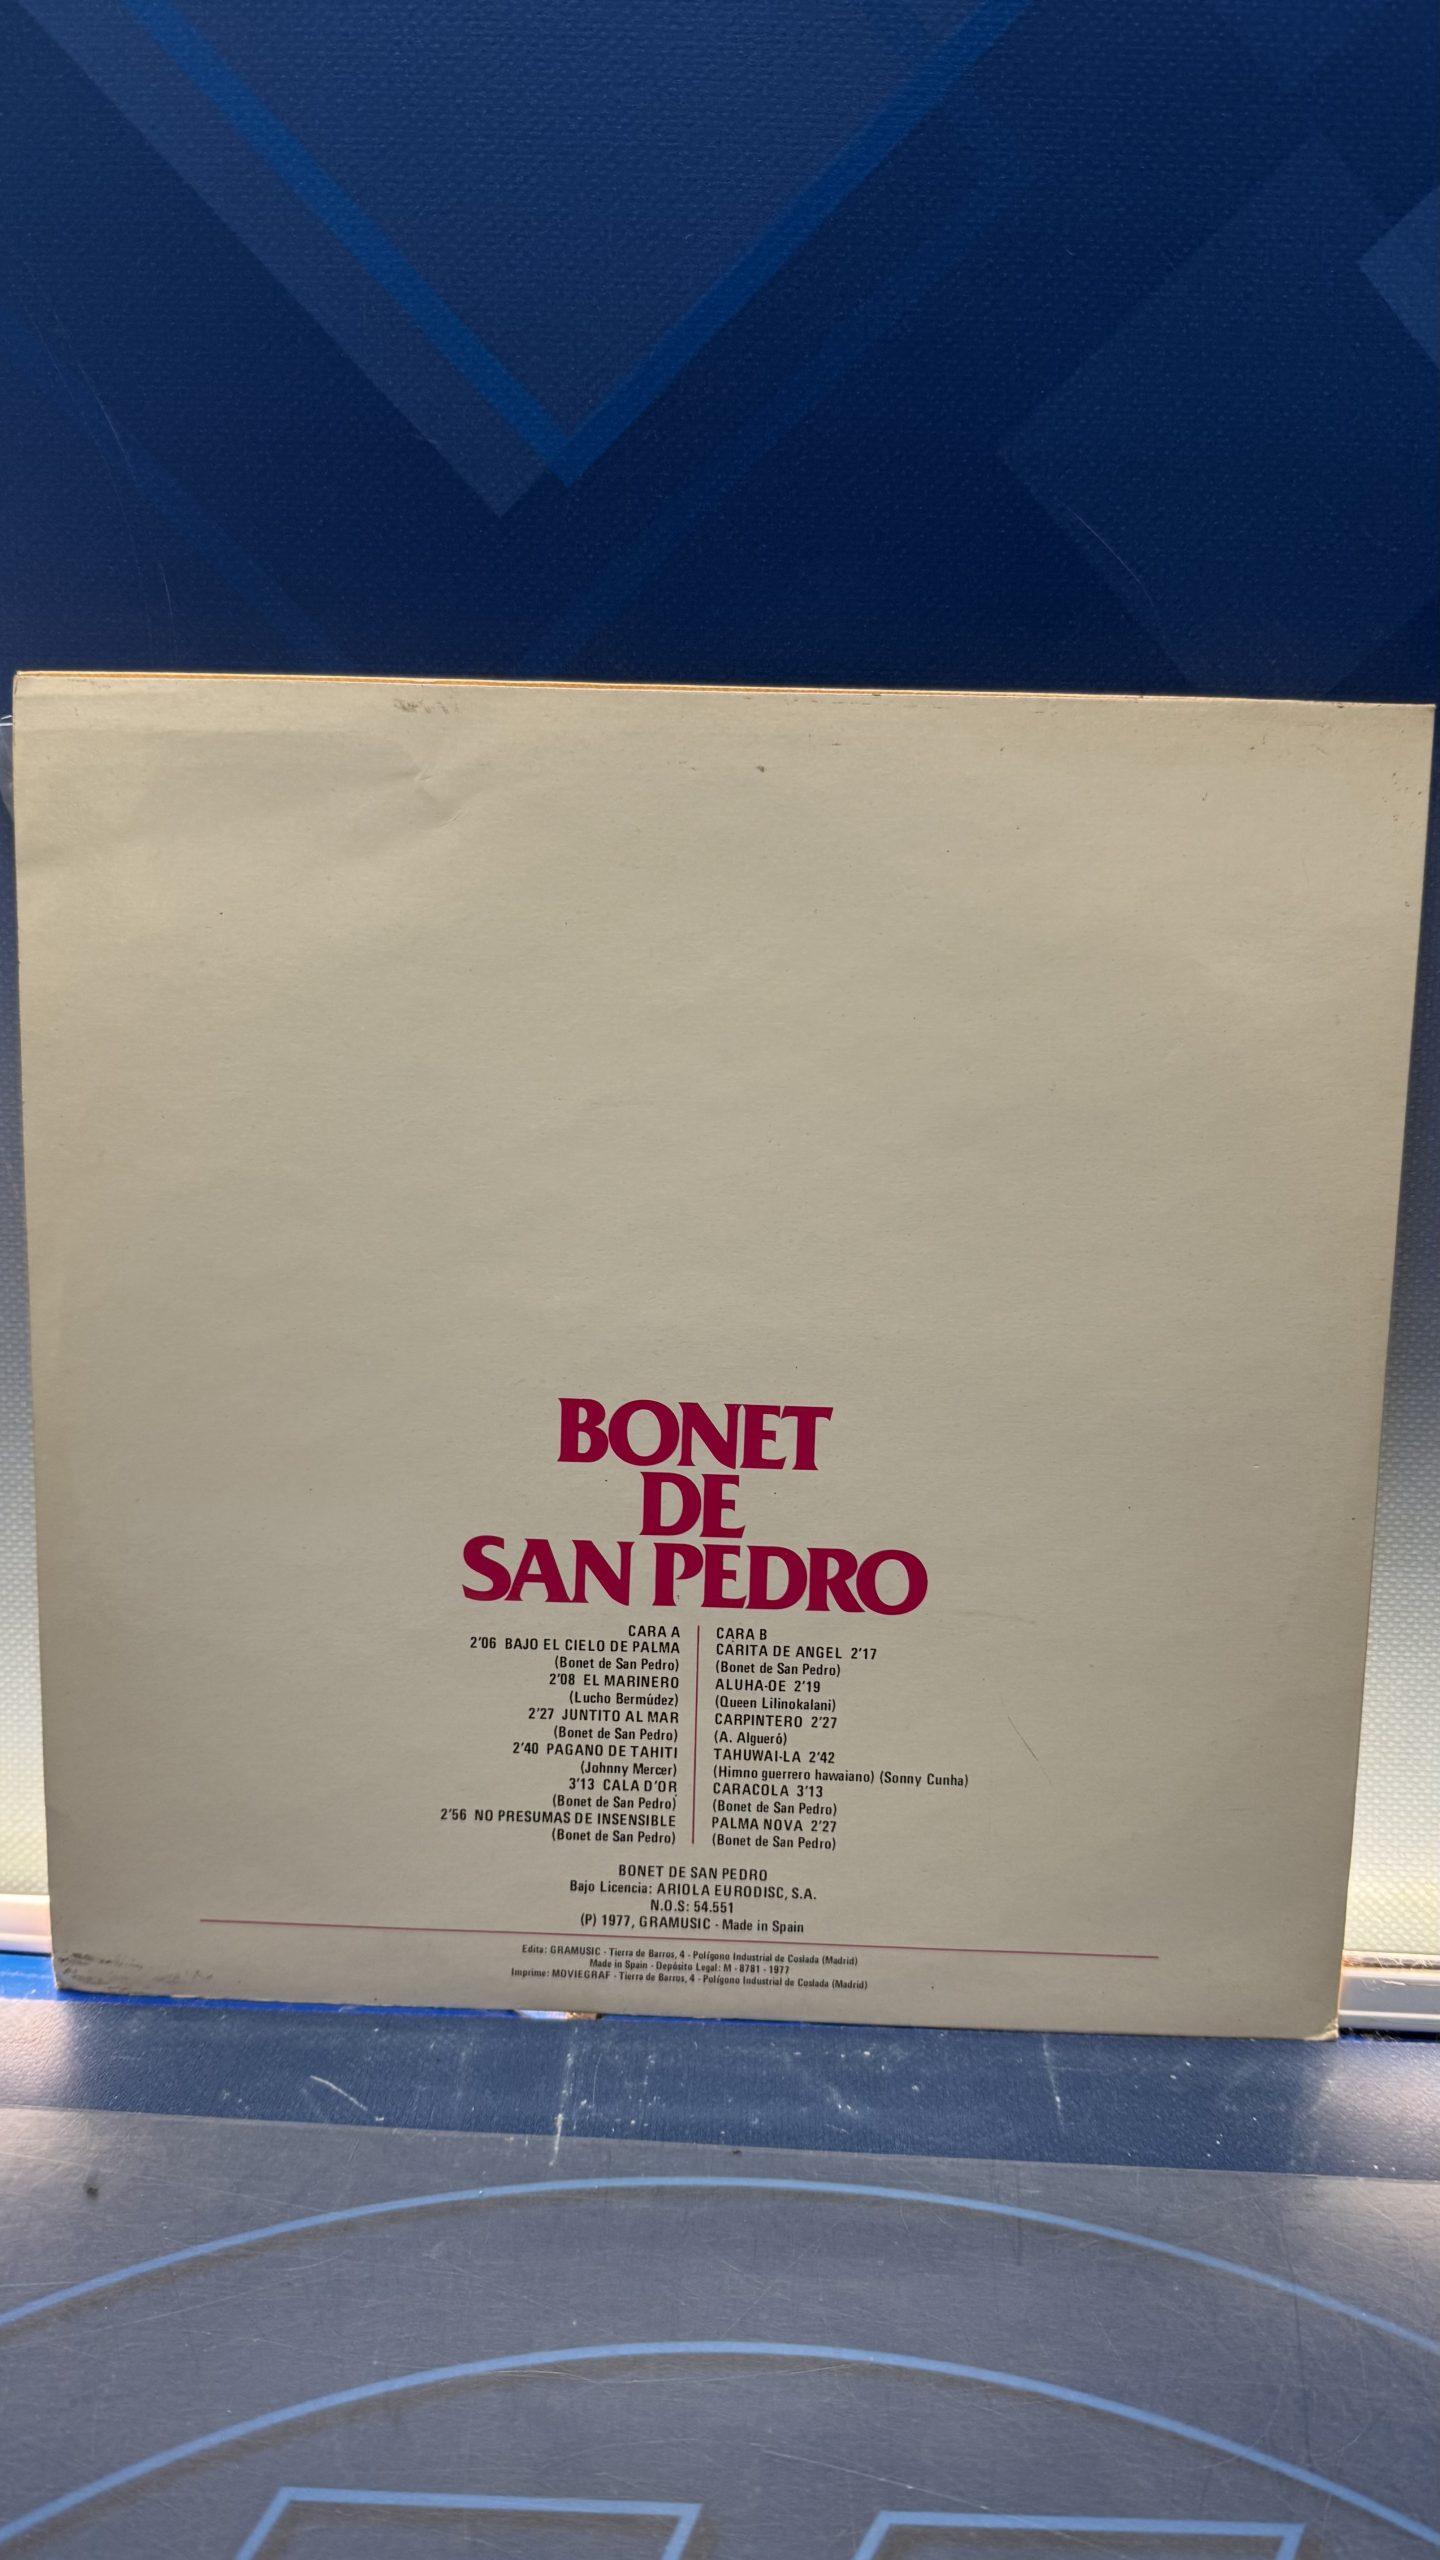 BONET
DE
SAN PEDRO
CARA A
2'06 BAJO EL CIELO DE PALMA
(Bonet de San Pedro)
2'08 EL MARINERO
(Lucho Bermúdez)
2'27 JUNTITO AL MAR
(Bonet de San Pedro)
2'40 PAGANO DE TAHITI
(Johnny Mercer)
3'13 CALA D'OR
(Bonet de San Pedro)
2'56 NO PRESUMAS DE INSENSIBLE
(Bonet de San Pedro)
CARA B
CARITA DE ANGEL 2'17
(Bonet de San Pedro)
ALUHA-OE 2'19
(Queen Lilinokalani)
CARPINTERO 2'27
(A. Algueró)
TAHUWAI-LA 2'42
(Himno guerrero hawaiano) (Sonny Cunha)
CARACOLA 3'13
(Bonet de San Pedro)
PALMA NOVA 2'27
(Bonet de San Pedro)
BONET DE SAN PEDRO
Bajo Licencia: ARIOLA EURODISC, S.A.
N.O.S: 54.551
(P) 1977, GRAMUSIC - Made in Spain
Edita: GRAMUSIC - Tierra de Barros, 4 - Polígono Industrial de Coslada (Madrid)
Made in Spain - Depósito Legal: M - 8781 - 1977
Imprime: MOVIEGRAF - Tierra de Barros, 4 - Polígono Industrial de Coslada (Madrid)